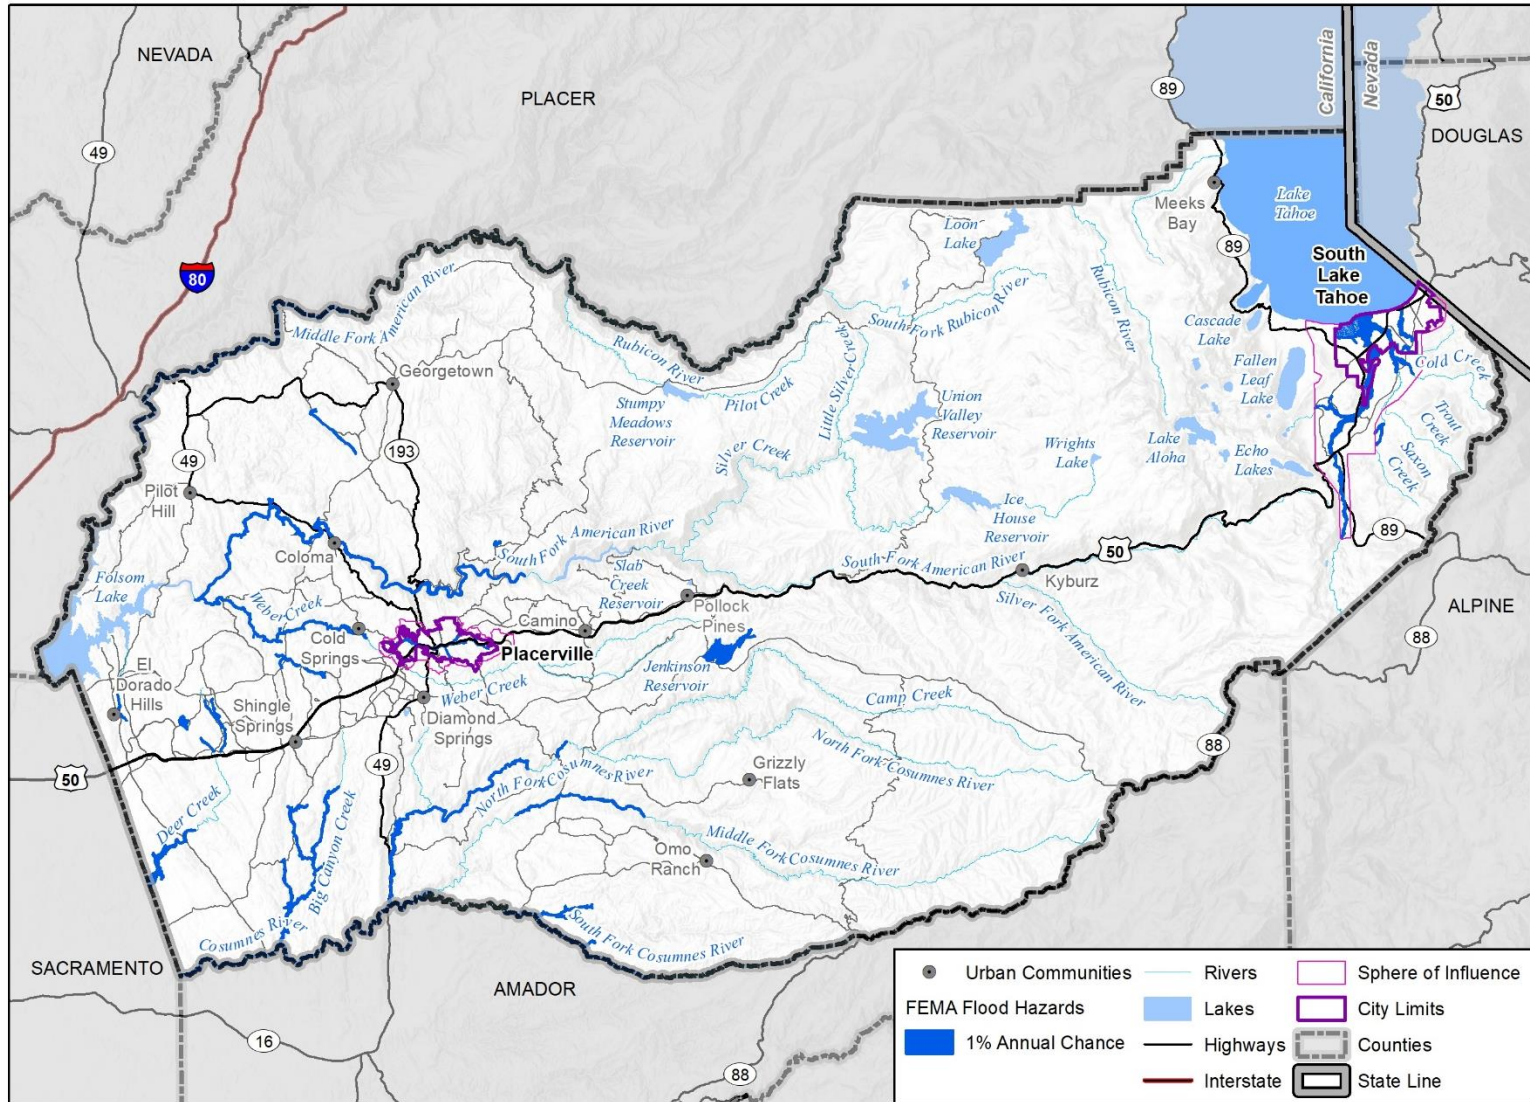 NEVADA
PLACER
89
California
Nevada
50
DOUGLAS
49
80
Meeks
Bay
Lake
Tahoe
South
Lake
Tahoe
89
Loon
Lake
Rubicon River
South Fork Rubicon River
Middle Fork American River
Georgetown
Rubicon River
Pilot Creek
Stumpy
Meadows
Reservoir
Little Silver Creek
Silver Creek
Union
Valley
Reservoir
Cascade
Lake
Fallen
Leaf
Lake
Cold Creek
Trout
Creek
Saxon
Creek
Wrights
Lake
Lake
Aloha
Echo
Lakes
49
193
Pilot
Hill
Ice
House
Reservoir
South Fork American River
Coloma
Slab
Creek
Reservoir
South Fork American River
50
89
Kyburz
Folsom
Lake
Weber Creek
Cold
Springs
Camino
Placerville
Pollock
Pines
Silver Fork American River
ALPINE
88
El
Dorado
Hills
Shingle
Springs
Weber Creek
Diamond
Springs
Jenkinson
Reservoir
Camp Creek
North Fork Cosumnes River
88
50
49
Grizzly
Flats
North Fork Cosumnes River
Deer Creek
Big Canyon Creek
Middle Fork Cosumnes River
Omo
Ranch
Cosumnes River
South Fork Cosumnes River
SACRAMENTO
AMADOR
16
88
Urban Communities
FEMA Flood Hazards
1% Annual Chance
Rivers
Lakes
Highways
Interstate
Sphere of Influence
City Limits
Counties
State Line